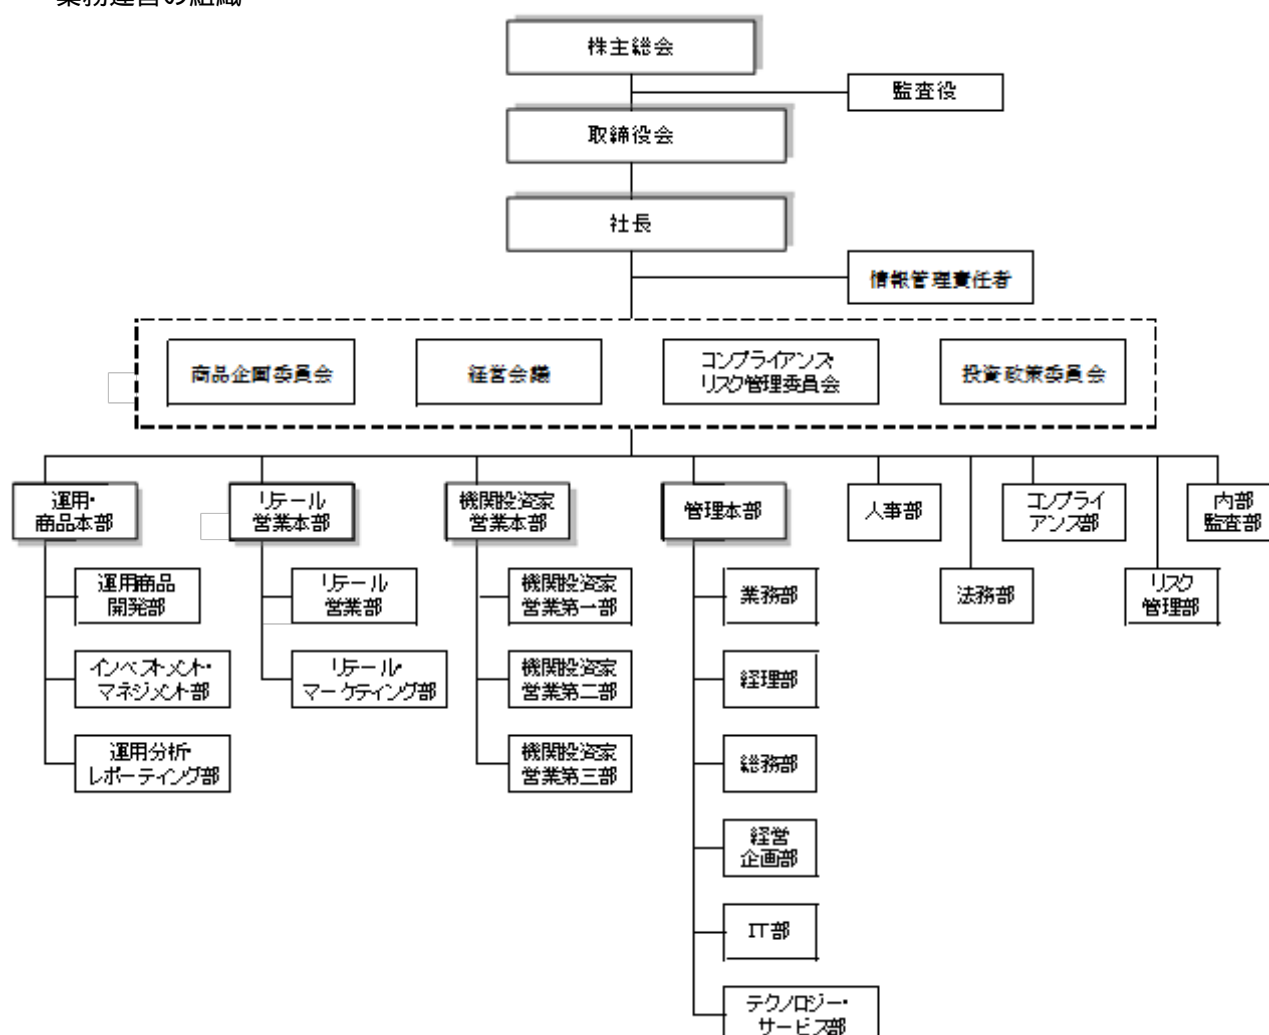 業務運営の組織
株主総会
監査役
取締役会
社長
情報管理責任者
商品企画委員会
経営会議
コンプライアンス・
リスク管理委員会
投資政策委員会
運用・
商品本部
リテール
営業本部
機関投資家
営業本部
管理本部
人事部
コンプライ
アンス部
内部
監査部
運用商品
開発部
リテール
営業部
機関投資家
営業第一部
業務部
法務部
リスク
管理部
インベストメント・
マネジメント部
リテール・
マーケティング部
機関投資家
営業第二部
経理部
運用分析・
レポーティング部
機関投資家
営業第三部
総務部
経営
企画部
IT部
テクノロジー・
サービス部